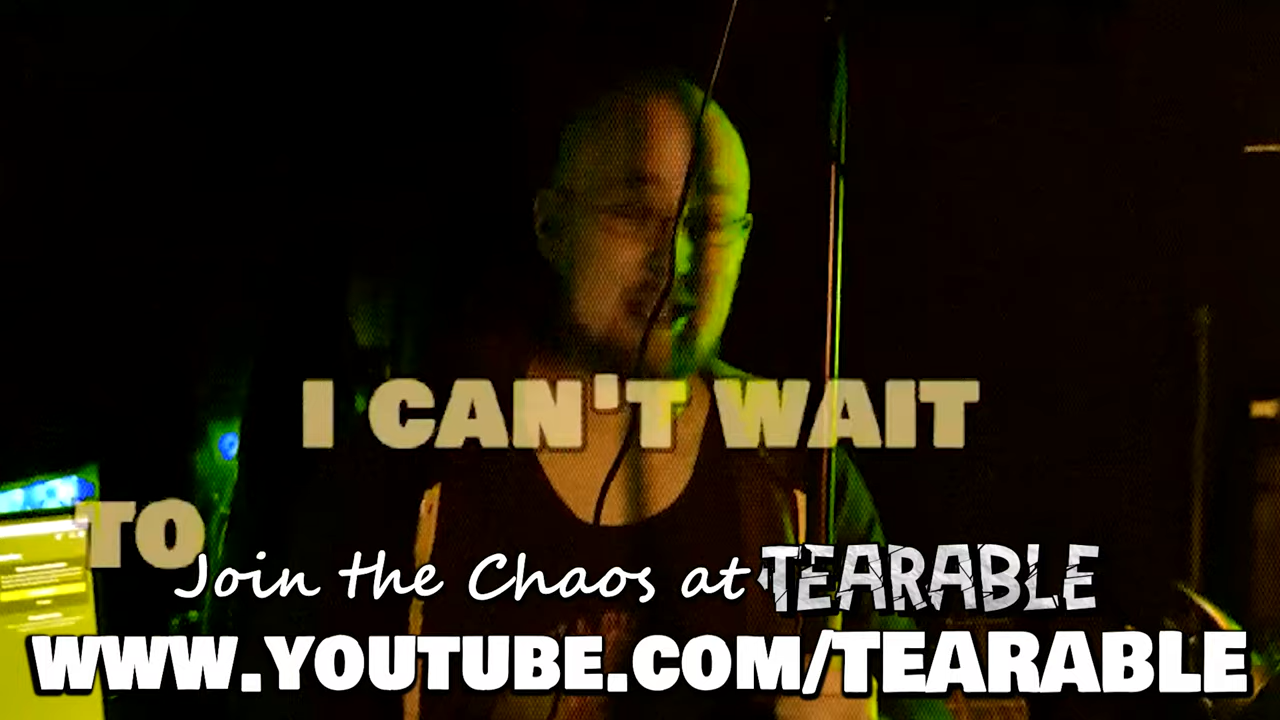 I CAN'T WAIT
TO
Join the Chaos at TEARABLE
WWW.YOUTUBE.COM/TEARABLE